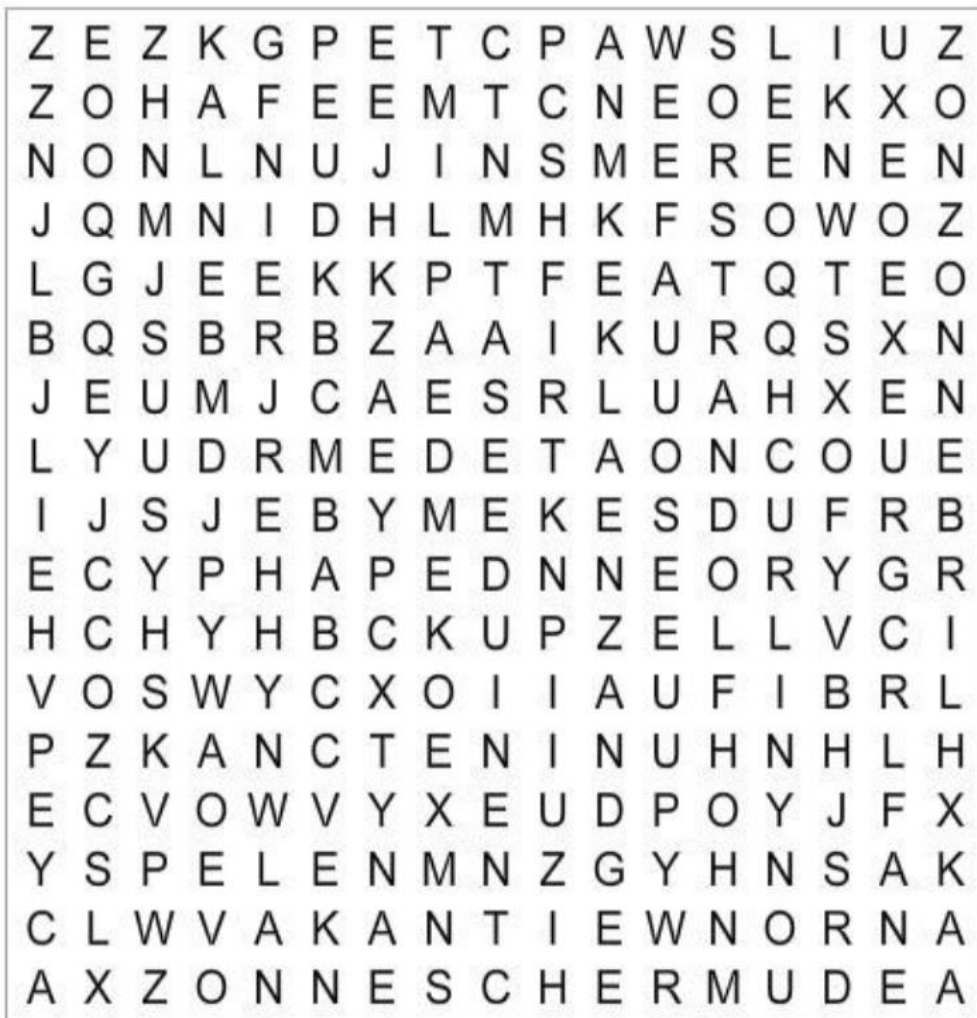 Z E Z K G P E T C P A W S L I U Z
Z O H A F E E M T C N E O E K X O
N O N L N U J I N S M E R E N E N
J Q M N I D H L M H K F S O W O Z
L G J E E K K P T F E A T Q T E O
B Q S B R B Z A A I K U R Q S X N
J E U M J C A E S R L U A H X E N
L Y U D R M E D E T A O N C O U E
I J S J E B Y M E K E S D U F R B
E C Y P H A P E D N N E O R Y G R
H C H Y H B C K U P Z E L L V C I
V O S W Y C X O I I A U F I B R L
P Z K A N C T E N I N U H N H L H
E C V O W V Y X E U D P O Y J F X
Y S P E L E N M N Z G Y H N S A K
C L W V A K A N T I E W N O R N A
A X Z O N N E S C H E R M U D E A